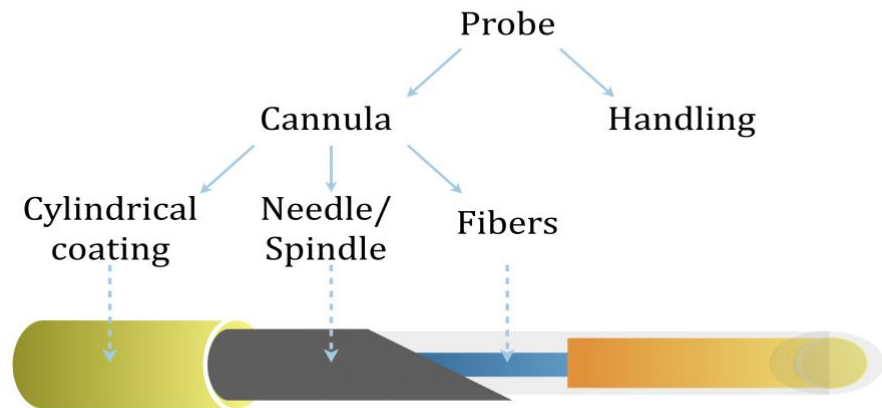 Probe
Cannula
Handling
Cylindrical
coating
Needle/
Spindle
Fibers